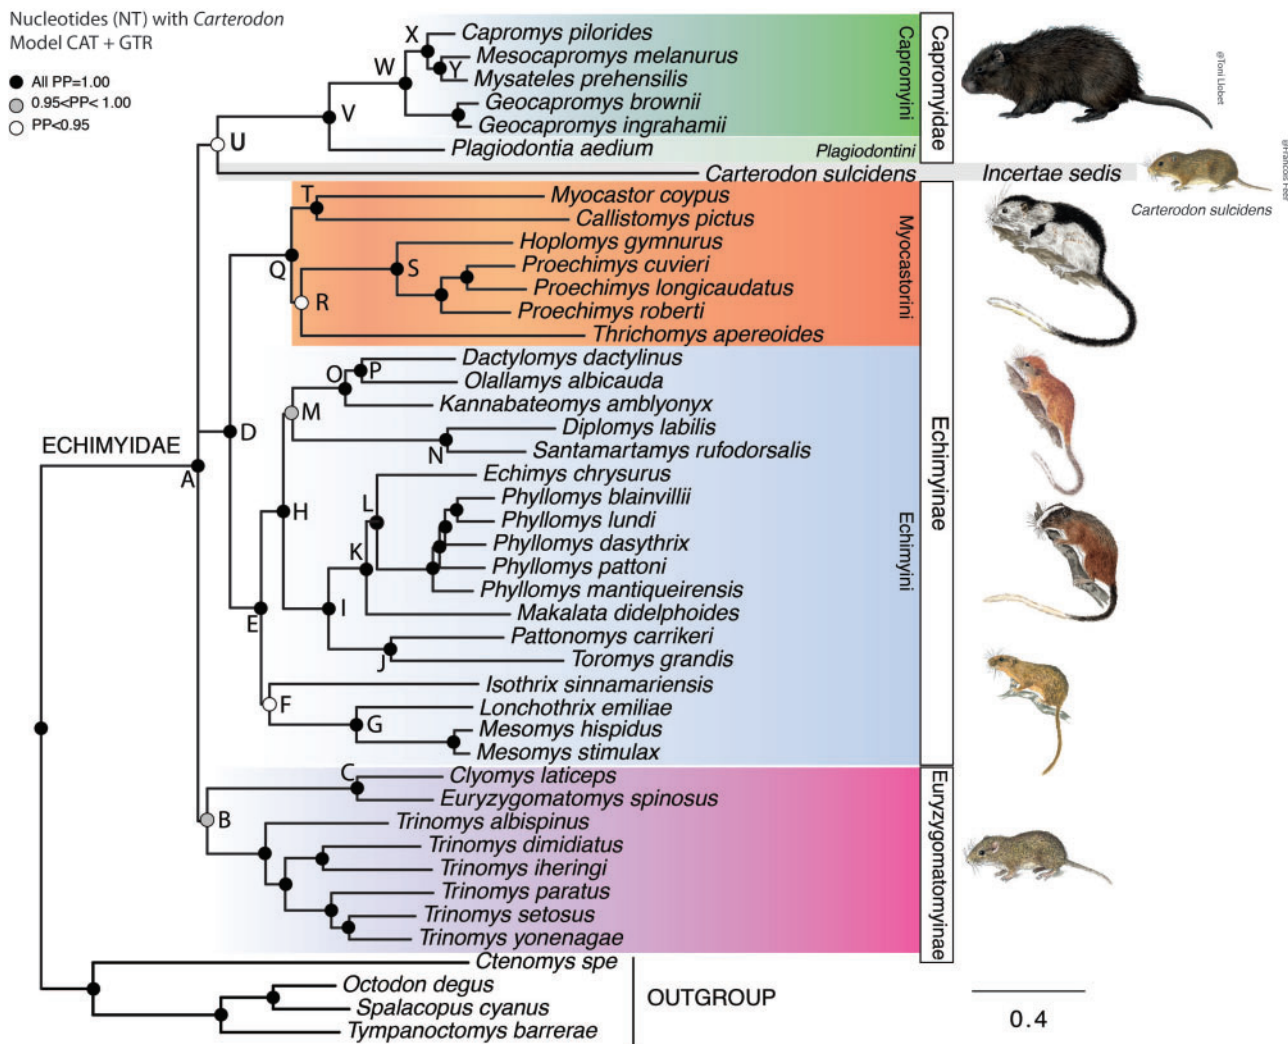 Nucleotides (NT) with Carterodon
Model CAT + GTR
All PP=1.00
0.95<PP< 1.00
PP<0.95
X
Capromys pilorides
Mesocapromys melanurus
W
Y
Mysateles prehensilis
Geocapromys brownii
V
Geocapromys ingrahamii
U
Plagiodontia aedium
Capromyini
Plagiodontini
Capromyidae
@Toni Llobet
Carterodon sulcidens
Incertae sedis
Carterodon sulcidens
T
Myocastor coypus
Callistomys pictus
Hoplomys gymnurus
Q
S
Proechimys cuvieri
Proechimys longicaudatus
R
Proechimys roberti
Thrichomys apereoides
Myocastorini
Dactylomys dactylinus
O
P
Olallamys albicauda
M
Kannabateomys amblyonyx
Diplomys labilis
D
N
Santamartamys rufodorsalis
ECHIMYIDAE
A
Echimys chrysurus
L
Phyllomys blainvillii
H
Phyllomys lundi
Phyllomys dasythrix
K
Phyllomys pattoni
Phyllomys mantiqueirensis
I
Makalata didelphoides
E
Pattonomys carrikeri
J
Toromys grandis
Isothrix sinnamariensis
F
Lonchothrix emiliae
G
Mesomys hispidus
Mesomys stimulax
Echimyini
Echimyinae
C
Clyomys laticeps
Euryzygomatomys spinosus
B
Trinomys albispinus
Trinomys dimidiatus
Trinomys iheringi
Trinomys paratus
Trinomys setosus
Trinomys yonenagae
Euryzygomatomyinae
Ctenomys spe
Octodon degus
Spalacopus cyanus
Tympanoctomys barrerae
OUTGROUP
0.4